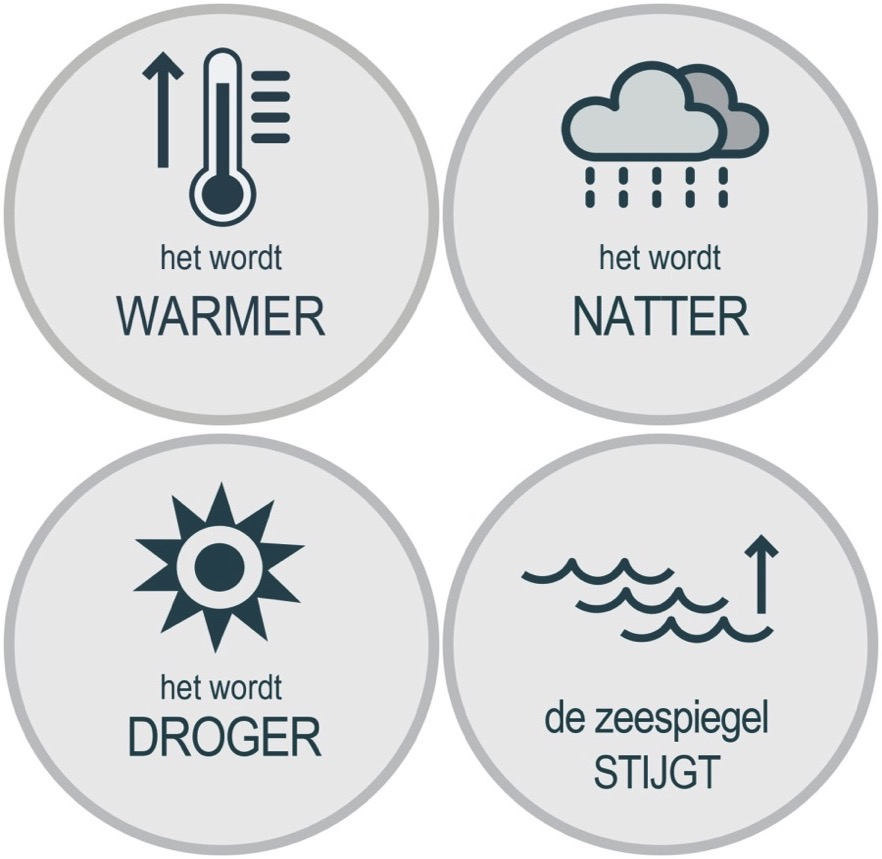 het wordt
WARMER
het wordt
NATTER
het wordt
DROGER
de zeespiegel
STIJGT